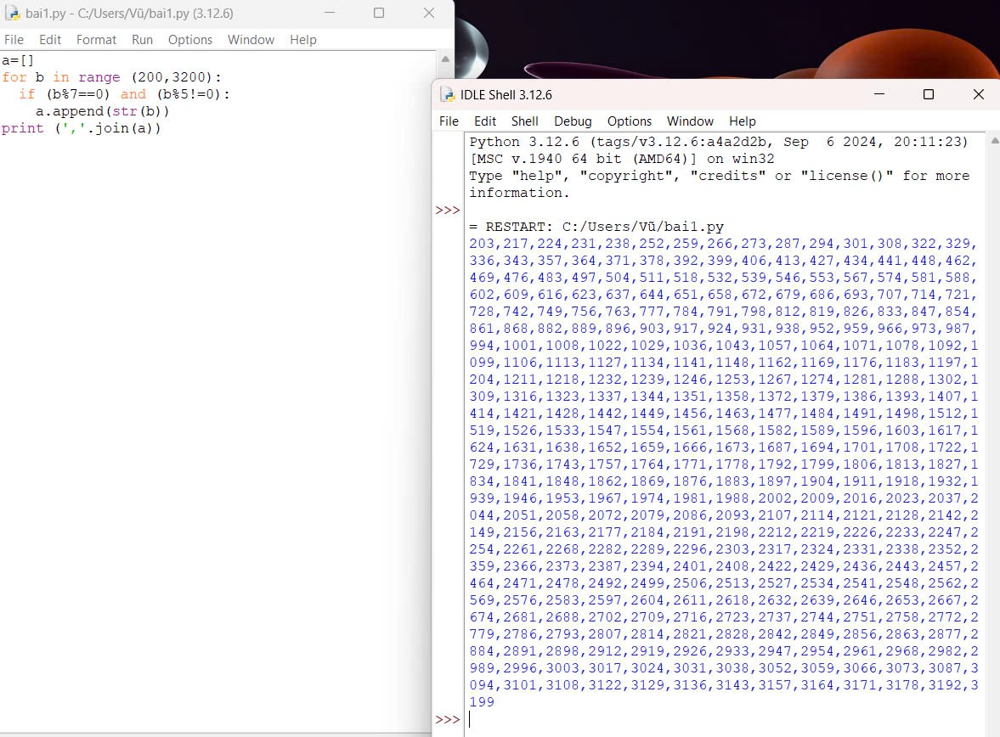 bai1.py - C:/Users/Vũ/bai1.py (3.12.6)
File Edit Format Run Options Window Help
a=[]
for b in range (200,3200):
  if (b%7==0) and (b%5!=0):
    a.append(str(b))
print (','.join(a))
IDLE Shell 3.12.6
File Edit Shell Debug Options Window Help
Python 3.12.6 (tags/v3.12.6:a4a2d2b, Sep  6 2024, 20:11:23)
[MSC v.1940 64 bit (AMD64)] on win32
Type "help", "copyright", "credits" or "license()" for more
information.
>>>
= RESTART: C:/Users/Vũ/bai1.py
203,217,224,231,238,252,259,266,273,287,294,301,308,322,329,
336,343,357,364,371,378,392,399,406,413,427,434,441,448,462,
469,476,483,497,504,511,518,532,539,546,553,567,574,581,588,
602,609,616,623,637,644,651,658,672,679,686,693,707,714,721,
728,742,749,756,763,777,784,791,798,812,819,826,833,847,854,
861,868,882,889,896,903,917,924,931,938,952,959,966,973,987,
994,1001,1008,1022,1029,1036,1043,1057,1064,1071,1078,1092,1
099,1106,1113,1127,1134,1141,1148,1162,1169,1176,1183,1197,1
204,1211,1218,1232,1239,1246,1253,1267,1274,1281,1288,1302,1
309,1316,1323,1337,1344,1351,1358,1372,1379,1386,1393,1407,1
414,1421,1428,1442,1449,1456,1463,1477,1484,1491,1498,1512,1
519,1526,1533,1547,1554,1561,1568,1582,1589,1596,1603,1617,1
624,1631,1638,1652,1659,1666,1673,1687,1694,1701,1708,1722,1
729,1736,1743,1757,1764,1771,1778,1792,1799,1806,1813,1827,1
834,1841,1848,1862,1869,1876,1883,1897,1904,1911,1918,1932,1
939,1946,1953,1967,1974,1981,1988,2002,2009,2016,2023,2037,2
044,2051,2058,2072,2079,2086,2093,2107,2114,2121,2128,2142,2
149,2156,2163,2177,2184,2191,2198,2212,2219,2226,2233,2247,2
254,2261,2268,2282,2289,2296,2303,2317,2324,2331,2338,2352,2
359,2366,2373,2387,2394,2401,2408,2422,2429,2436,2443,2457,2
464,2471,2478,2492,2499,2506,2513,2527,2534,2541,2548,2562,2
569,2576,2583,2597,2604,2611,2618,2632,2639,2646,2653,2667,2
674,2681,2688,2702,2709,2716,2723,2737,2744,2751,2758,2772,2
779,2786,2793,2807,2814,2821,2828,2842,2849,2856,2863,2877,2
884,2891,2898,2912,2919,2926,2933,2947,2954,2961,2968,2982,2
989,2996,3003,3017,3024,3031,3038,3052,3059,3066,3073,3087,3
094,3101,3108,3122,3129,3136,3143,3157,3164,3171,3178,3192,3
199
>>>